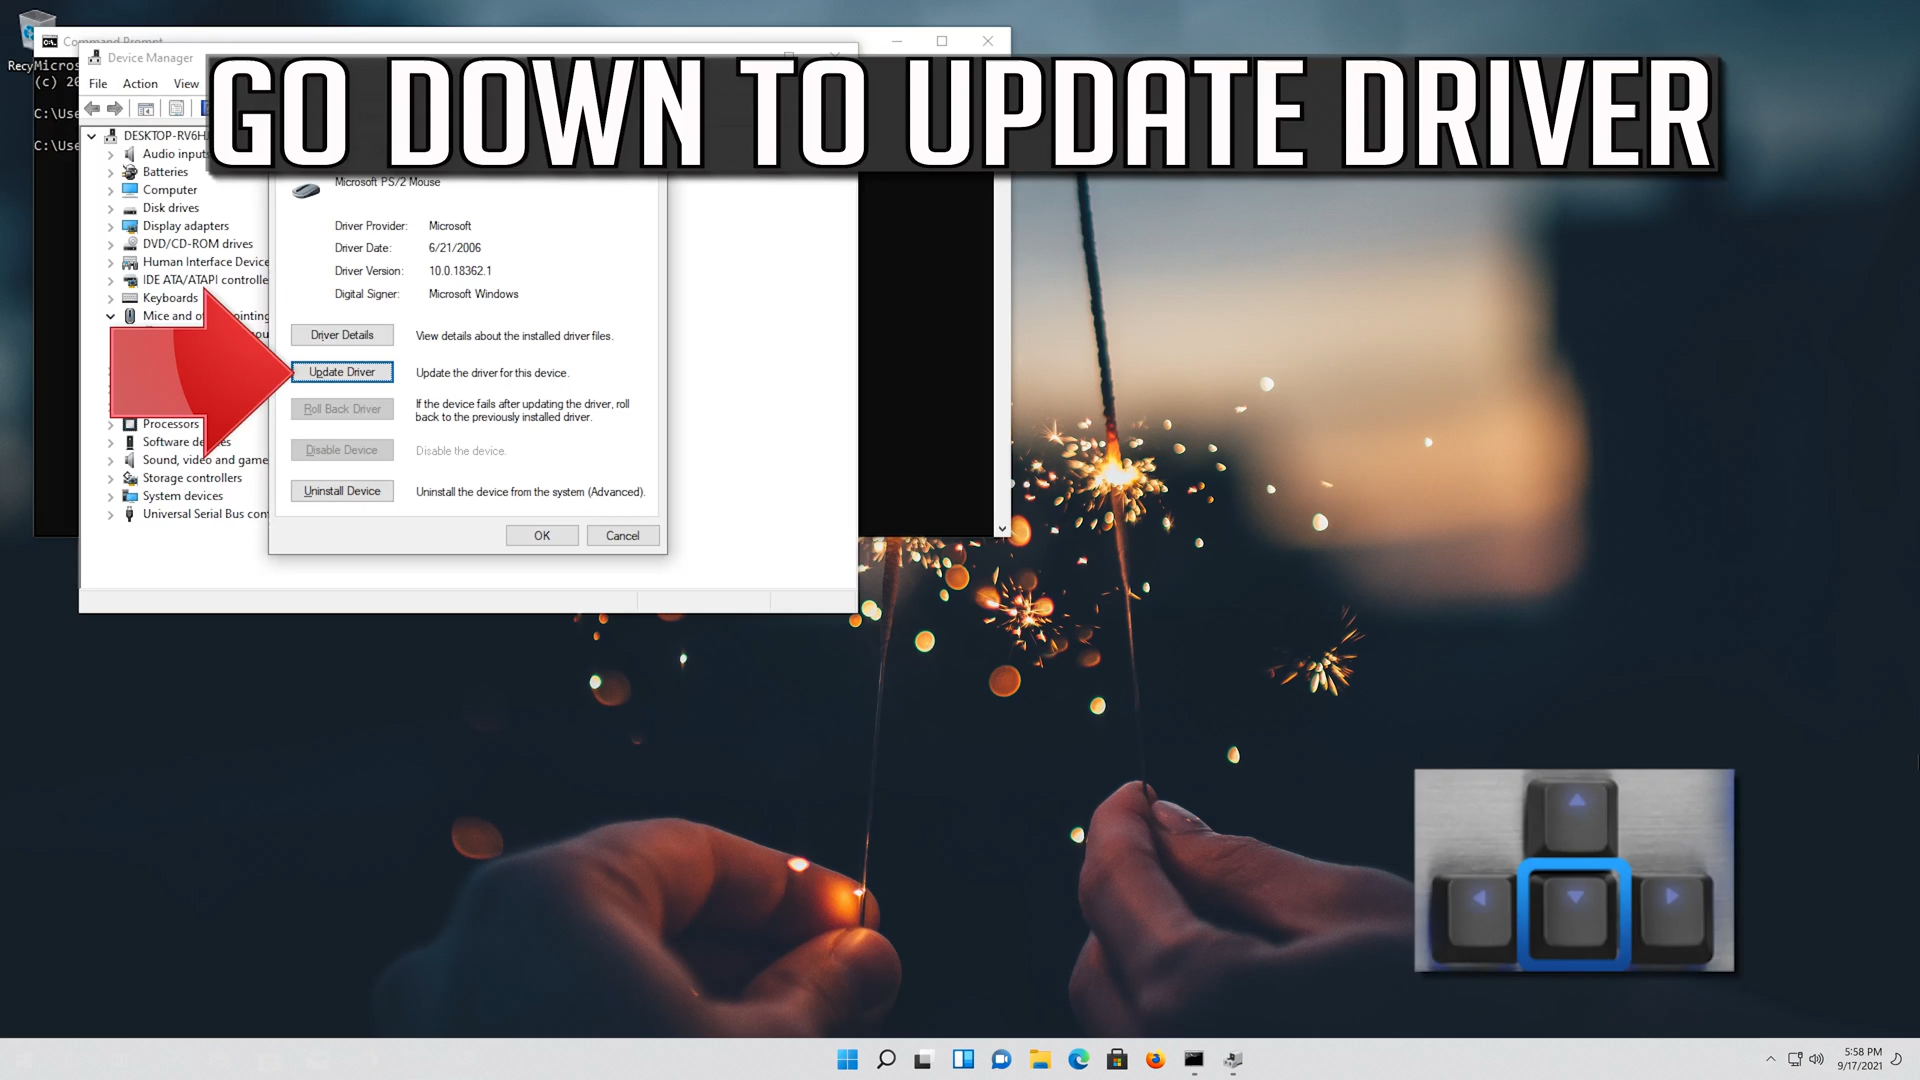 Command Prompt
Device Manager
GO DOWN TO UPDATE DRIVER
File Action View
(c) 20
C:\Use
C:\Use
DESKTOP-RV6H
Audio inputs
Batteries
Computer
Disk drives
Display adapters
DVD/CD-ROM drives
Human Interface Device
IDE ATA/ATAPI controlle
Keyboards
Mice and o pointing
Processors
Software de es
Sound, video and game
Storage controllers
System devices
Universal Serial Bus con
Microsoft PS/2 Mouse
Driver Provider: Microsoft
Driver Date: 6/21/2006
Driver Version: 10.0.18362.1
Digital Signer: Microsoft Windows
Driver Details View details about the installed driver files.
Update Driver Update the driver for this device.
Roll Back Driver If the device fails after updating the driver, roll
back to the previously installed driver.
Disable Device Disable the device.
Uninstall Device Uninstall the device from the system (Advanced).
OK Cancel
5:58 PM
9/17/2021